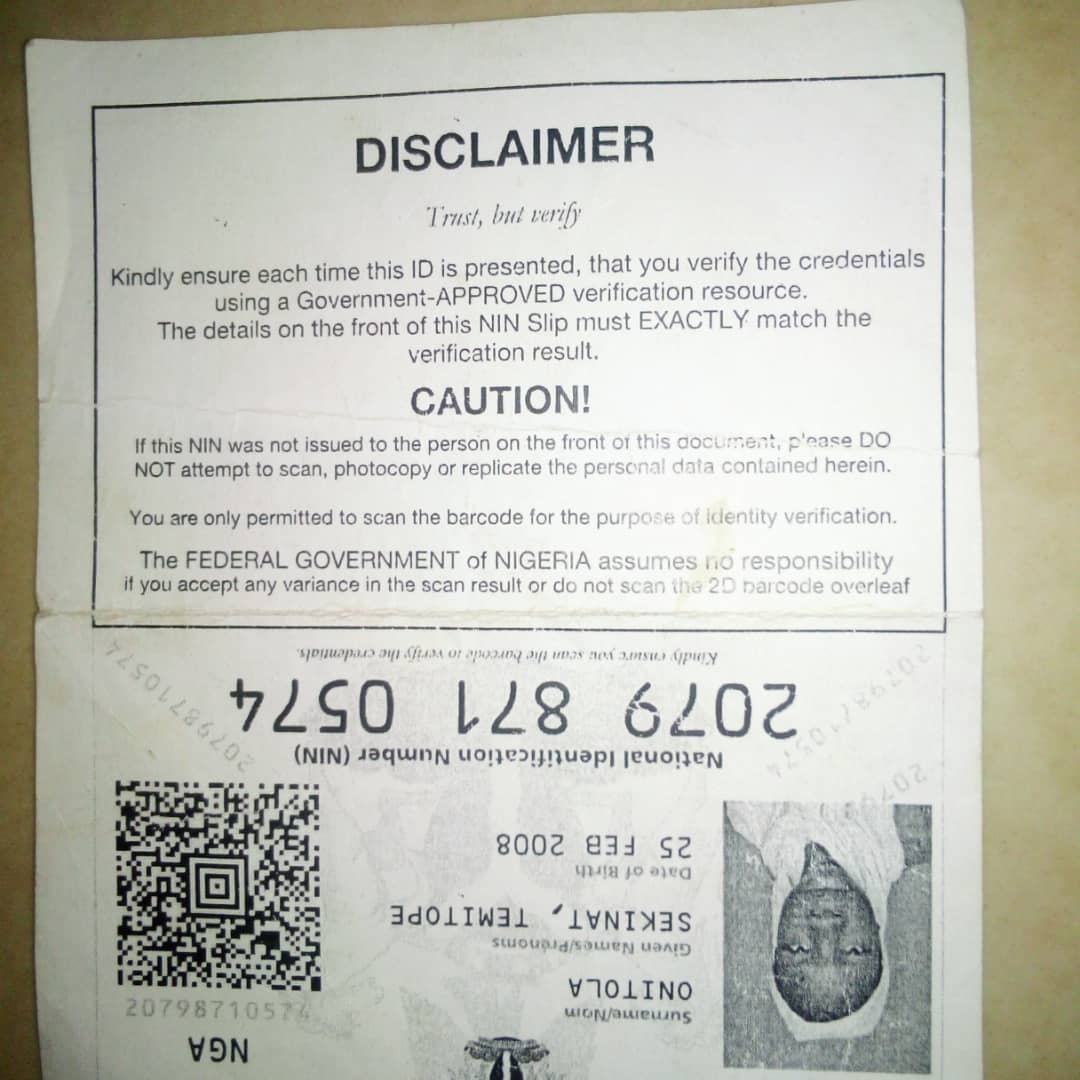 DISCLAIMER
Trust, but verify
Kindly ensure each time this ID is presented, that you verify the credentials
using a Government-APPROVED verification resource.
The details on the front of this NIN Slip must EXACTLY match the
verification result.
CAUTION!
If this NIN was not issued to the person on the front of this document, please DO
NOT attempt to scan, photocopy or replicate the personal data contained herein.
You are only permitted to scan the barcode for the purpose of identity verification.
The FEDERAL GOVERNMENT of NIGERIA assumes no responsibility
if you accept any variance in the scan result or do not scan the 2D barcode overleaf
NGA
20798710574
Surname/Nom
ONITOLA
Given Names/Prénoms
SEKINAT, TEMITOPE
Date of Birth
25 FEB 2008
National Identification Number (NIN)
2079 871 0574
Kindly ensure you scan the barcode to verify the credentials.
20798710574
20798710574
20798710574